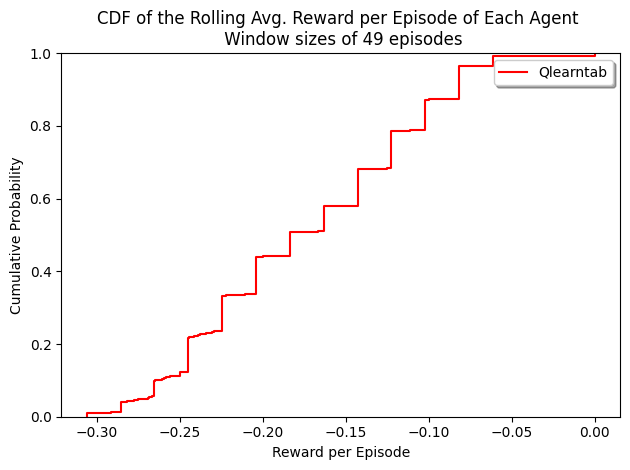 CDF of the Rolling Avg. Reward per Episode of Each Agent
Window sizes of 49 episodes
Qlearntab
Cumulative Probability
1.0
0.8
0.6
0.4
0.2
0.0
−0.30 −0.25 −0.20 −0.15 −0.10 −0.05 0.00
Reward per Episode